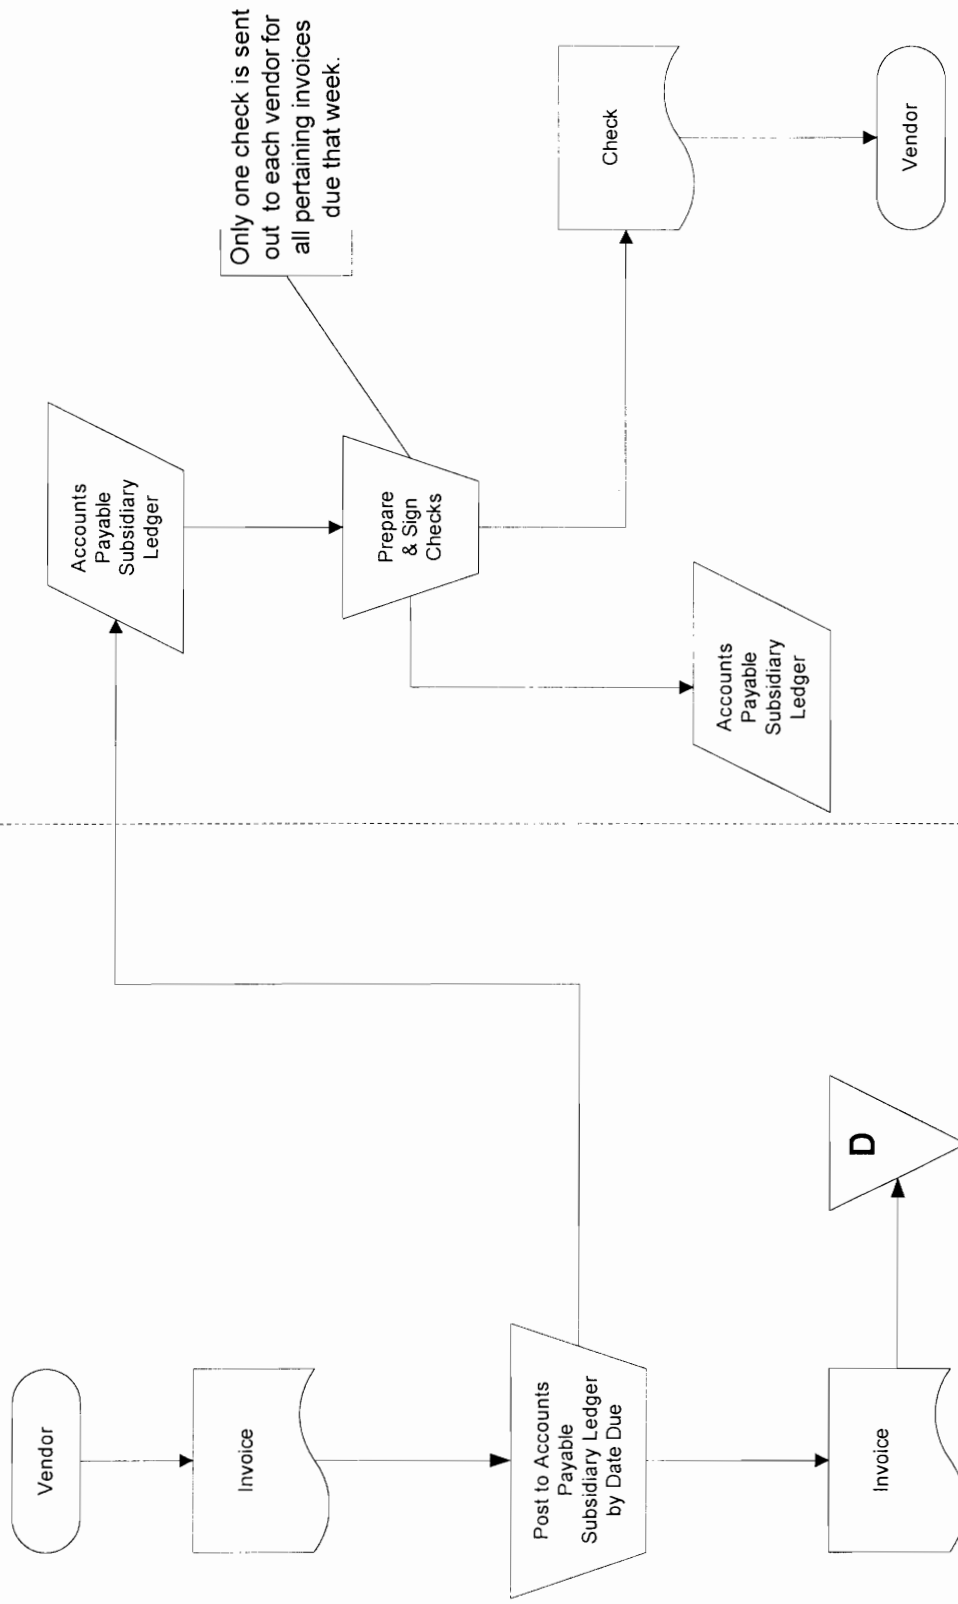 Vendor
Invoice
Post to Accounts
Payable
Subsidiary Ledger
by Date Due
Invoice
D
Accounts
Payable
Subsidiary
Ledger
Prepare
& Sign
Checks
Only one check is sent
out to each vendor for
all pertaining invoices
due that week.
Accounts
Payable
Subsidiary
Ledger
Check
Vendor